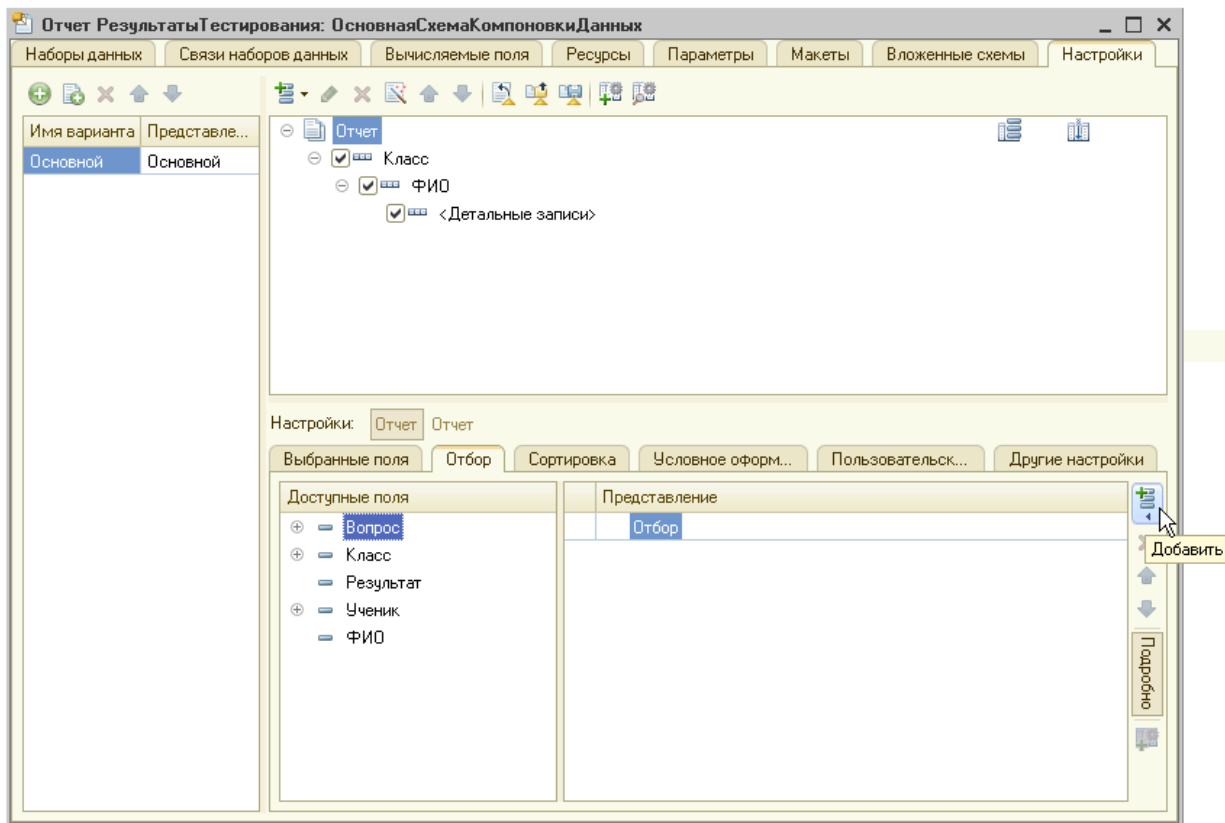 Отчет РезультатыТестирования: ОсновнаяСхемаКомпоновкиДанных
Наборы данных Связи наборов данных Вычисляемые поля Ресурсы Параметры Макеты Вложенные схемы Настройки
Имя варианта Представле...
Основной Основной
Отчет
Класс
ФИО
<Детальные записи>
Настройки: Отчет Отчет
Выбранные поля Отбор Сортировка Условное оформ... Пользовательск... Другие настройки
Доступные поля
Вопрос
Класс
Результат
Ученик
ФИО
Представление
Отбор
Добавить
Подробно